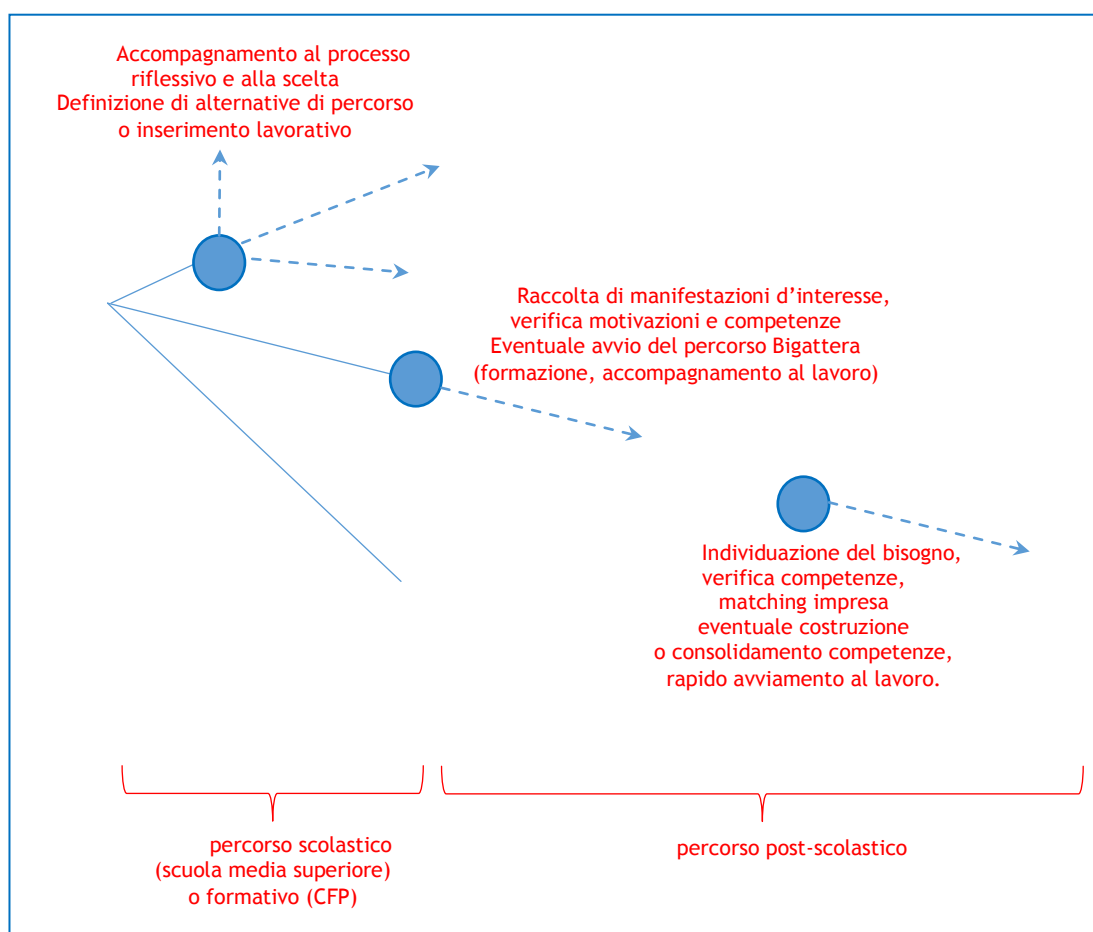 Accompagnamento al processo
riflessivo e alla scelta
Definizione di alternative di percorso
o inserimento lavorativo
Raccolta di manifestazioni d’interesse,
verifica motivazioni e competenze
Eventuale avvio del percorso Bigattera
(formazione, accompagnamento al lavoro)
Individuazione del bisogno,
verifica competenze,
matching impresa
eventuale costruzione
o consolidamento competenze,
rapido avviamento al lavoro.
percorso scolastico
(scuola media superiore)
o formativo (CFP)
percorso post-scolastico